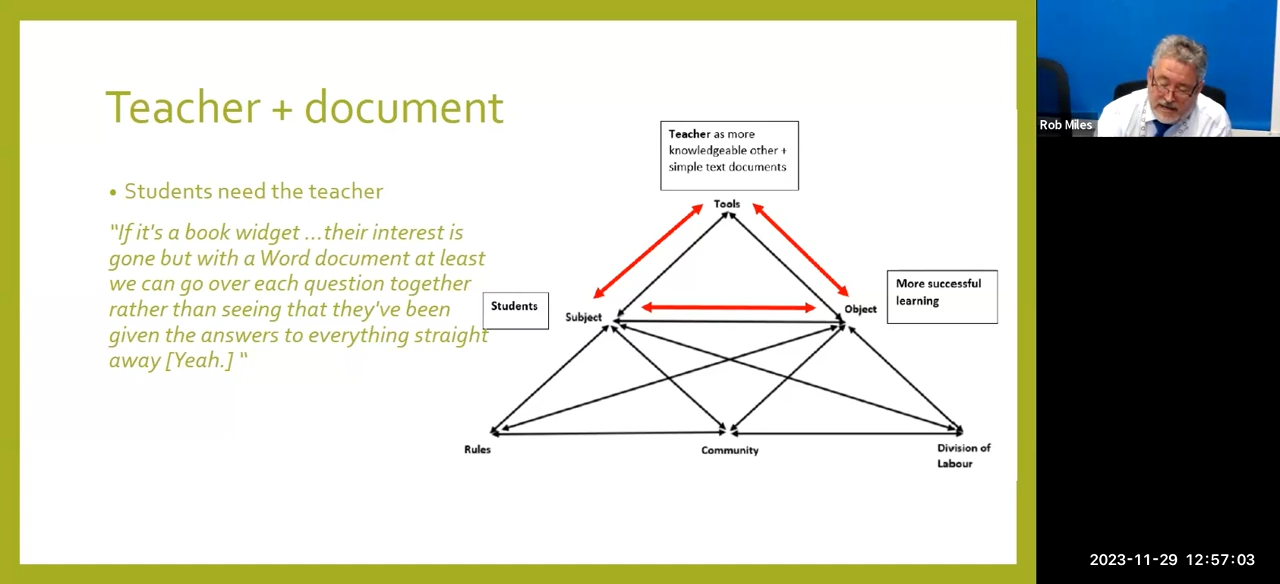 Teacher + document
• Students need the teacher
“If it's a book widget …their interest is
gone but with a Word document at least
we can go over each question together
rather than seeing that they've been
given the answers to everything straight
away [Yeah.] “
Teacher as more
knowledgeable other +
simple text documents
Tools
Students
Subject
Object
More successful
learning
Rules
Community
Division of
Labour
Rob Miles
2023-11-29 12:57:03